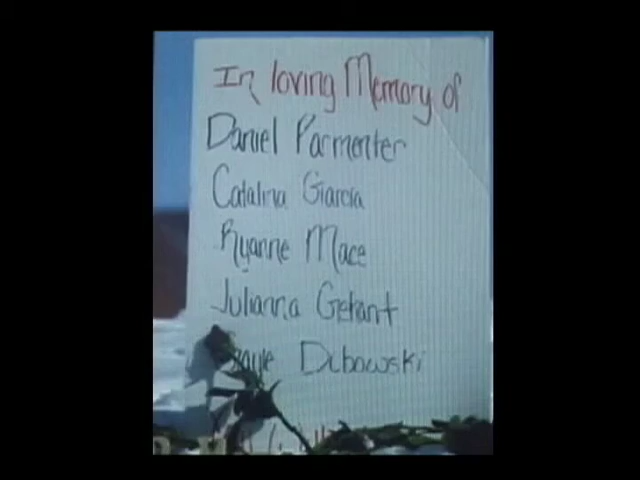 In loving Memory of
Daniel Parmenter
Catalina Garcia
Ryanne Mace
Julianna Gehant
Dubowski